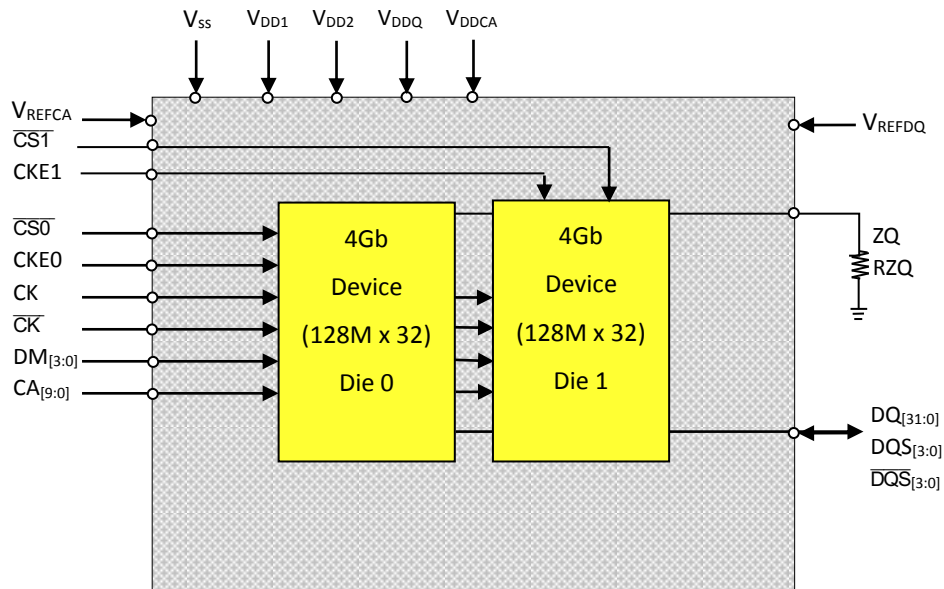 Vss VDD1 VDD2 VDDQ VDDCA
VREFCA
CS1
CKE1
CS0
CKE0
CK
CK
DM[3:0]
CA[9:0]
4Gb
Device
(128M x 32)
Die 0
4Gb
Device
(128M x 32)
Die 1
VREFDQ
ZQ
RZQ
DQ[31:0]
DQS[3:0]
DQS[3:0]